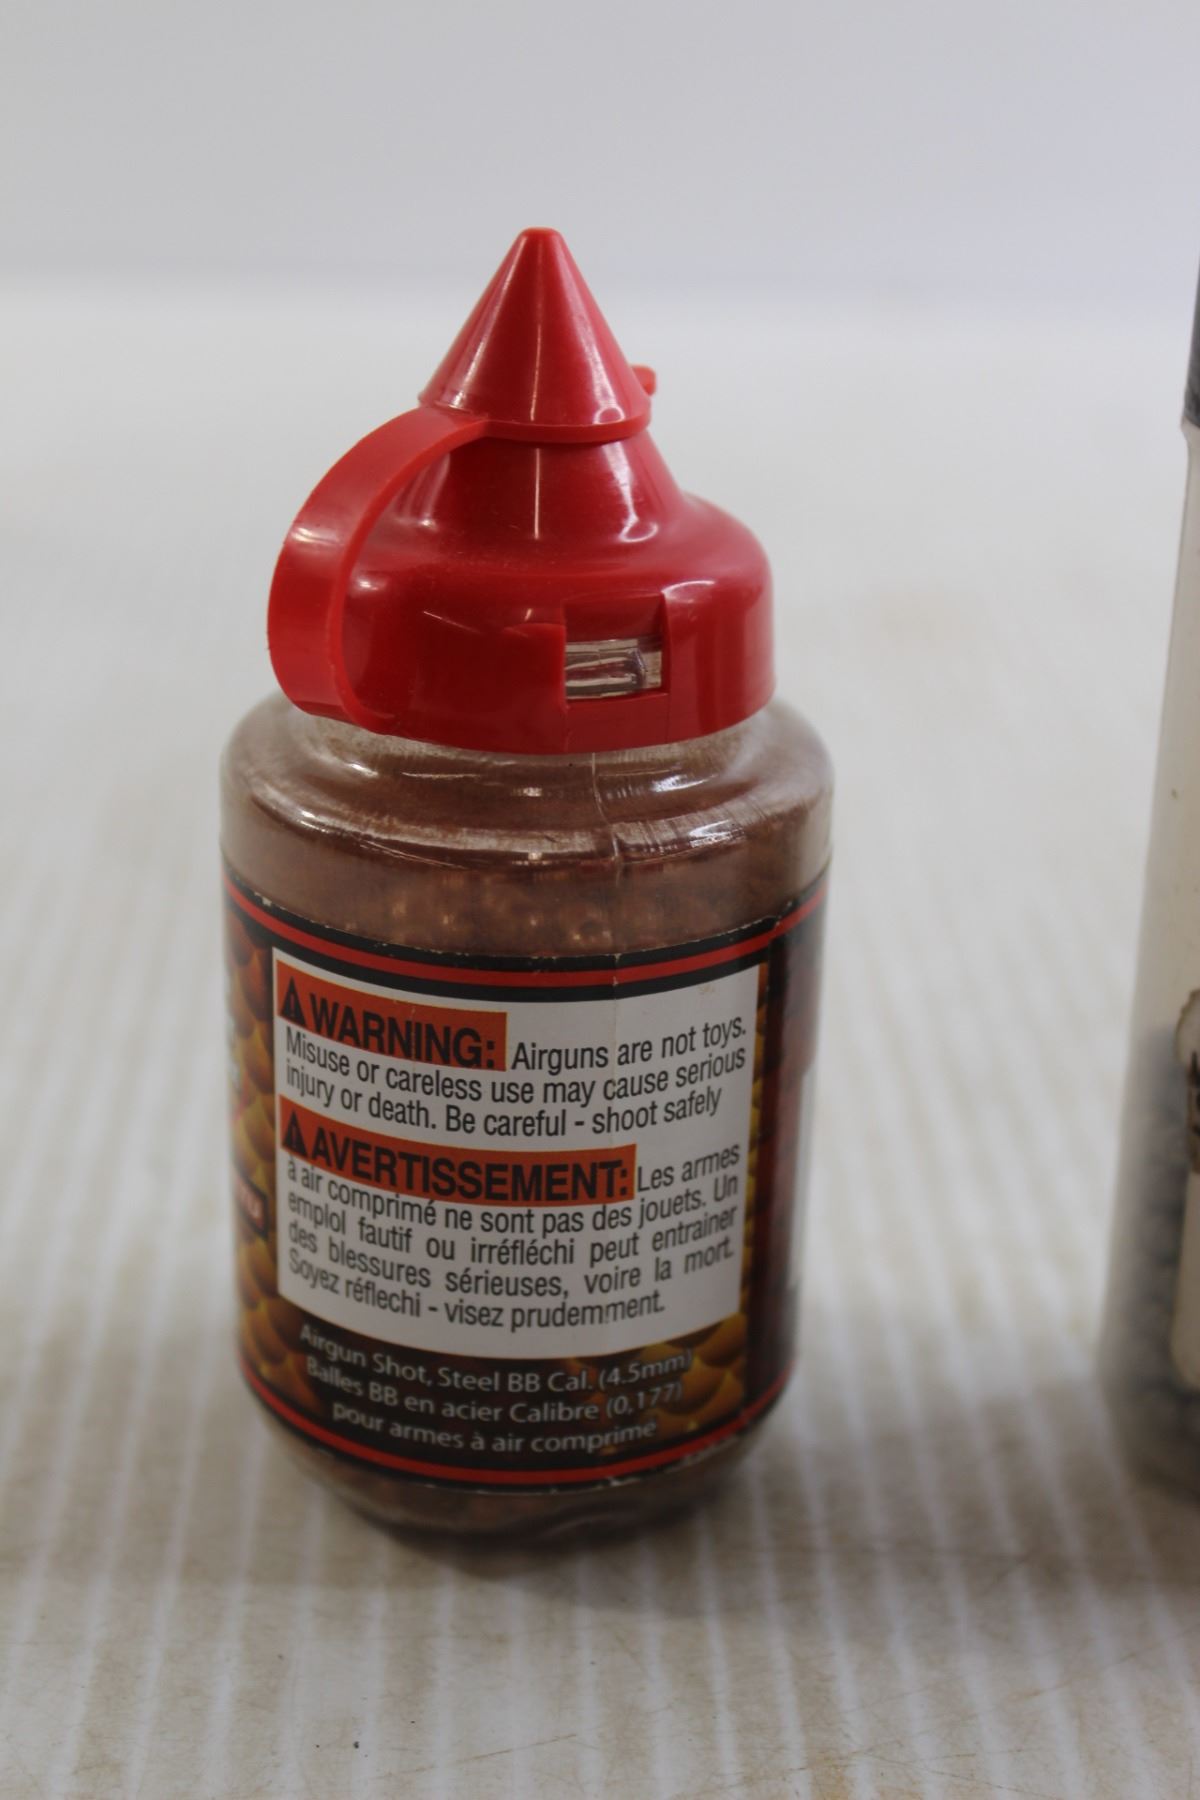 WARNING: Airguns are not toys.
Misuse or careless use may cause serious
injury or death. Be careful - shoot safely
AVERTISSEMENT: Les armes
à air comprimé ne sont pas des jouets. Un
emplol fautif ou irréfléchi peut entrainer
des blessures sérieuses, voire la mort.
Soyez réflechi - visez prudemment.
Airgun Shot, Steel BB Cal. (4.5mm)
Balles BB en acier Calibre (0,177)
pour armes à air comprimé